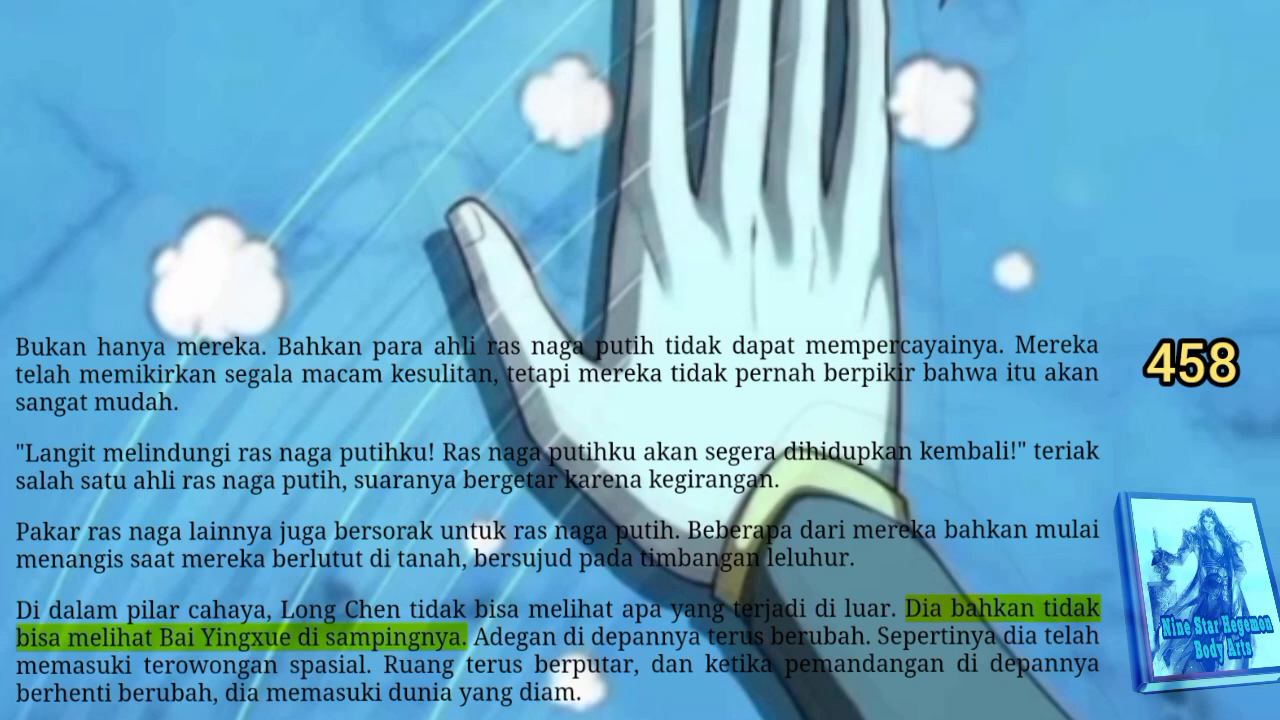 Bukan hanya mereka. Bahkan para ahli ras naga putih tidak dapat mempercayainya. Mereka
telah memikirkan segala macam kesulitan, tetapi mereka tidak pernah berpikir bahwa itu akan
sangat mudah.
"Langit melindungi ras naga putihku! Ras naga putihku akan segera dihidupkan kembali!" teriak
salah satu ahli ras naga putih, suaranya bergetar karena kegirangan.
Pakar ras naga lainnya juga bersorak untuk ras naga putih. Beberapa dari mereka bahkan mulai
menangis saat mereka berlutut di tanah, bersujud pada timbangan leluhur.
Di dalam pilar cahaya, Long Chen tidak bisa melihat apa yang terjadi di luar. Dia bahkan tidak
bisa melihat Bai Yingxue di sampingnya. Adegan di depannya terus berubah. Sepertinya dia telah
memasuki terowongan spasial. Ruang terus berputar, dan ketika pemandangan di depannya
berhenti berubah, dia memasuki dunia yang diam.
458
Nine Star Hegemon
Body Arts